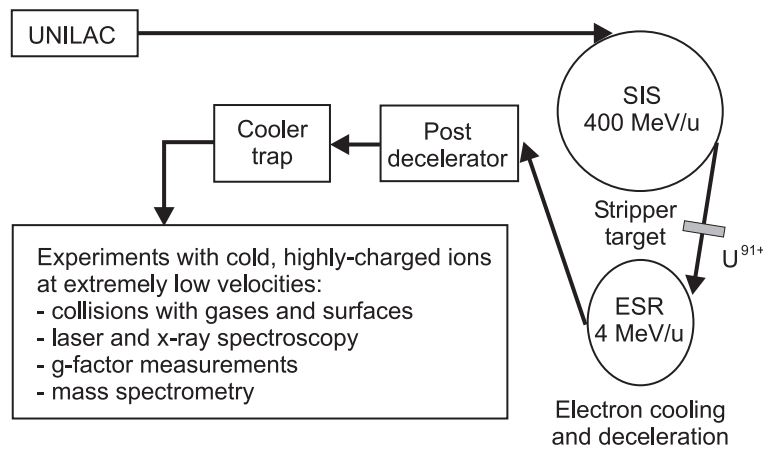 UNILAC
SIS
400 MeV/u
Cooler
trap
Post
decelerator
Stripper
target
U⁹¹⁺
ESR
4 MeV/u
Electron cooling
and deceleration
Experiments with cold, highly-charged ions
at extremely low velocities:
- collisions with gases and surfaces
- laser and x-ray spectroscopy
- g-factor measurements
- mass spectrometry